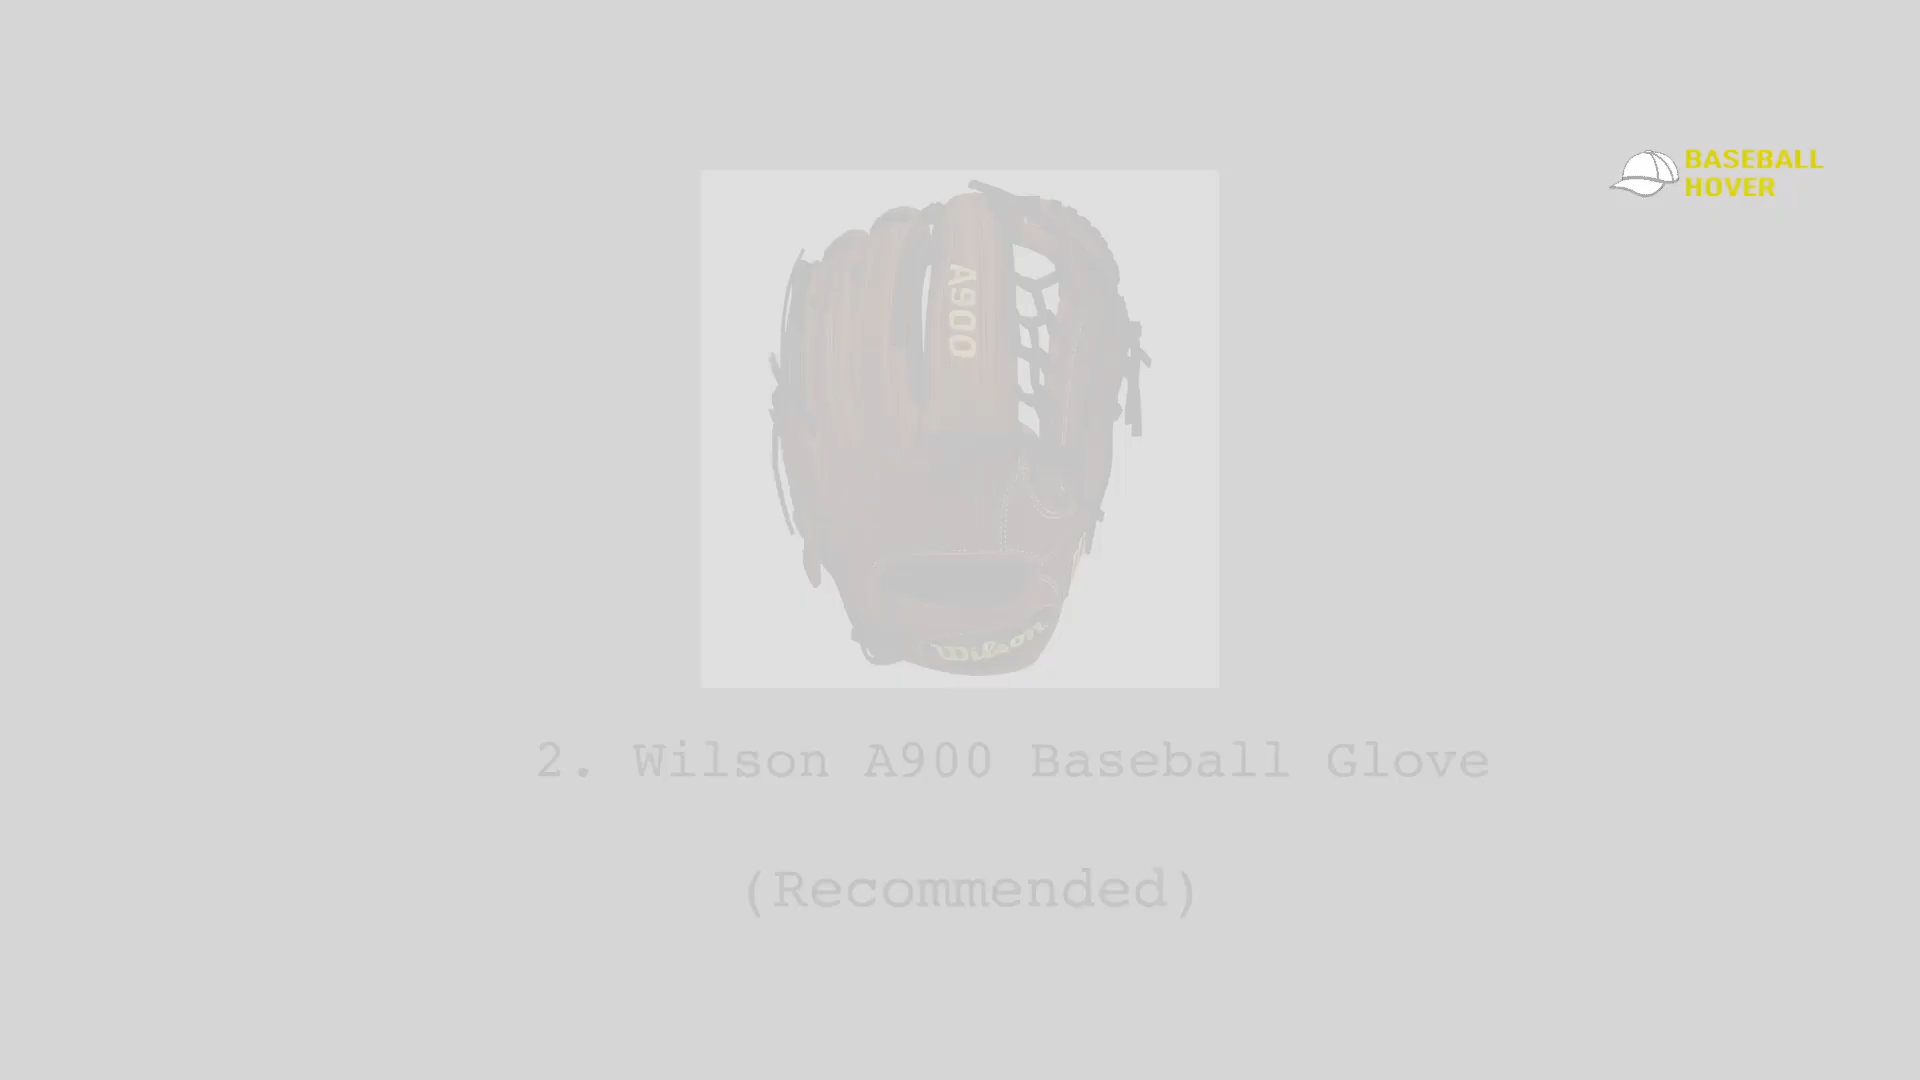 BASEBALL
HOVER
A900
Wilson
2. Wilson A900 Baseball Glove
(Recommended)